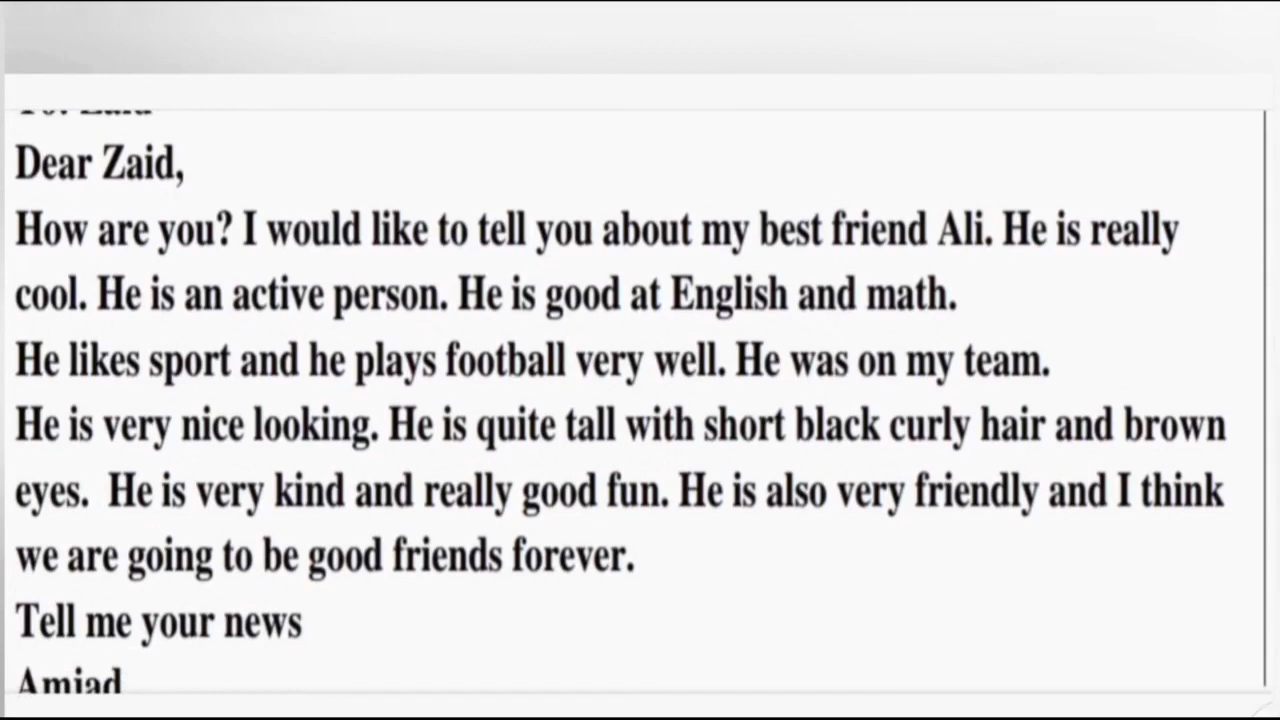 To: Zaid
Dear Zaid,
How are you? I would like to tell you about my best friend Ali. He is really
cool. He is an active person. He is good at English and math.
He likes sport and he plays football very well. He was on my team.
He is very nice looking. He is quite tall with short black curly hair and brown
eyes.  He is very kind and really good fun. He is also very friendly and I think
we are going to be good friends forever.
Tell me your news
Amjad